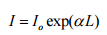 I = I_o exp(αL)